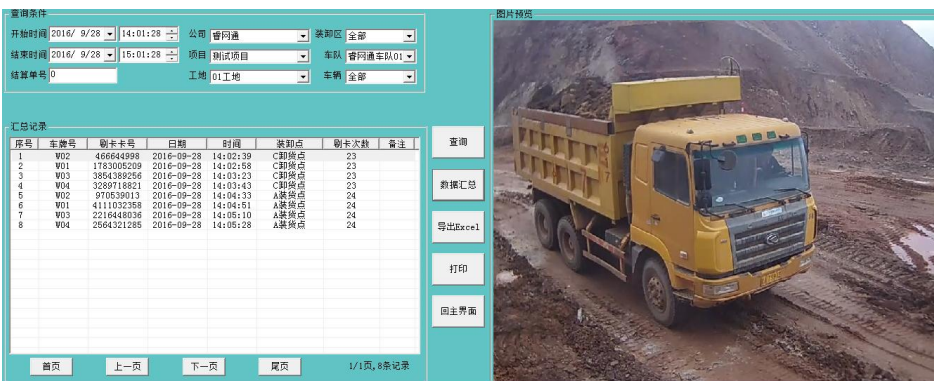 查询条件
开始时间 2016/ 9/28 14:01:28 公司 睿网通 装卸区 全部
结束时间 2016/ 9/28 15:01:28 项目 测试项目 车队 睿网通车队01
结算单号 0 工地 01工地 车辆 全部
汇总记录
序号 车牌号 刷卡卡号 日期 时间 装卸点 刷卡次数 备注
1 W02 466644998 2016-09-28 14:02:39 C卸货点 23
2 W01 1783005209 2016-09-28 14:02:58 C卸货点 23
3 W03 3854389256 2016-09-28 14:03:23 C卸货点 23
4 W04 3289718821 2016-09-28 14:03:43 C卸货点 23
5 W02 970539013 2016-09-28 14:04:33 A装货点 24
6 W01 4111032358 2016-09-28 14:04:51 A装货点 24
7 W03 2216448036 2016-09-28 14:05:10 A装货点 24
8 W04 2564321285 2016-09-28 14:05:28 A装货点 24
首页 上一页 下一页 尾页 1/1页,8条记录
查询
数据汇总
导出Excel
打印
回主界面
图片预览